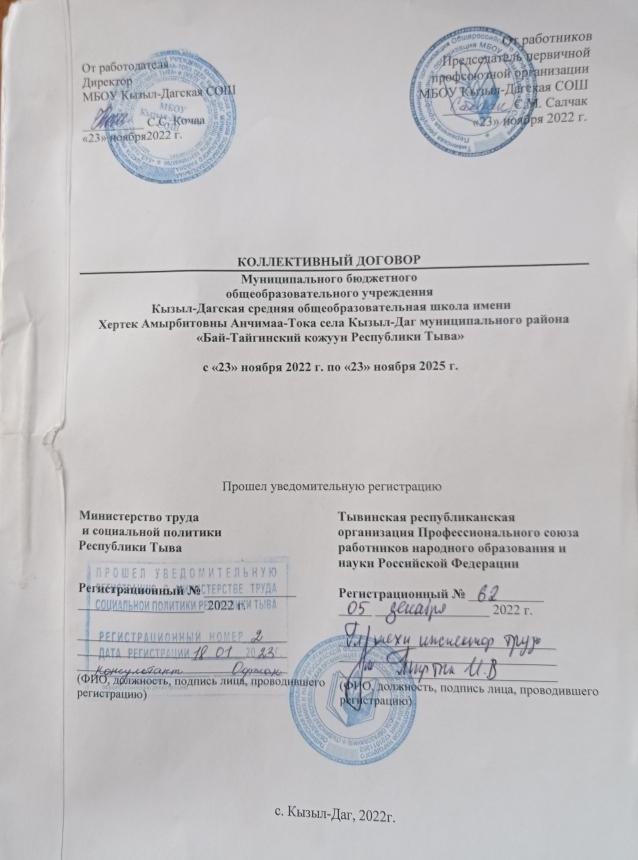 От работодателя
Директор
МБОУ Кызыл-Дагская СОШ
С.С. Кочаа
«23» ноября2022 г.
От работников
Председатель первичной
профсоюзной организации
МБОУ Кызыл-Дагская СОШ
С.М. Салчак
«23» ноября 2022 г.
КОЛЛЕКТИВНЫЙ ДОГОВОР
Муниципального бюджетного
общеобразовательного учреждения
Кызыл-Дагская средняя общеобразовательная школа имени
Хертек Амырбитовны Анчимаа-Тока села Кызыл-Даг муниципального района
«Бай-Тайгинский кожуун Республики Тыва»
с «23» ноября 2022 г. по «23» ноября 2025 г.
Прошел уведомительную регистрацию
Министерство труда
и социальной политики
Республики Тыва
ПРОШЕЛ УВЕДОМИТЕЛЬНУЮ
РЕГИСТРАЦИЮ В МИНИСТЕРСТВЕ ТРУДА
Регистрационный №
СОЦИАЛЬНОЙ ПОЛИТИКИ РЕСПУБЛИКИ ТЫВА
2022 г.
РЕГИСТРАЦИОННЫЙ НОМЕР 2
ДАТА РЕГИСТРАЦИИ 18 01 2023г.
консультант
(ФИО, должность, подпись лица, проводившего
регистрацию)
Тывинская республиканская
организация Профессионального союза
работников народного образования и
науки Российской Федерации
Регистрационный № 62
05 декабря 2022 г.
инспектор труда
И.В
(ФИО, должность, подпись лица, проводившего
регистрацию)
с. Кызыл-Даг, 2022г.